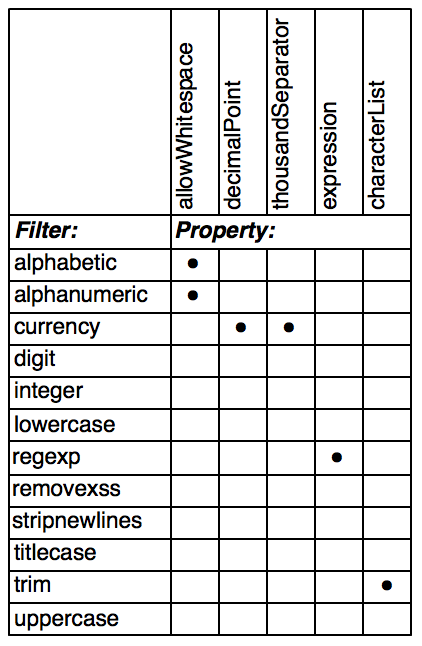 allowWhitespace
decimalPoint
thousandSeparator
expression
characterList
Filter: Property:
alphabetic •
alphanumeric •
currency • •
digit
integer
lowercase
regexp •
removexss
stripnewlines
titlecase
trim •
uppercase